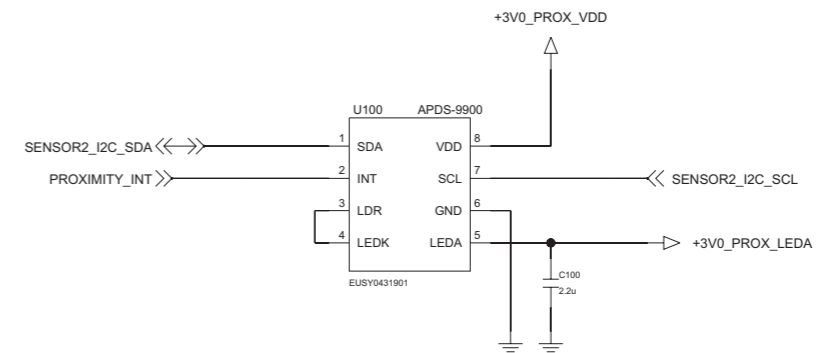 +3V0_PROX_VDD
U100 APDS-9900
SENSOR2_I2C_SDA 1 SDA VDD 8
PROXIMITY_INT 2 INT SCL 7 SENSOR2_I2C_SCL
3 LDR GND 6
4 LEDK LEDA 5 +3V0_PROX_LEDA
EUSY0431901
C100
2.2u